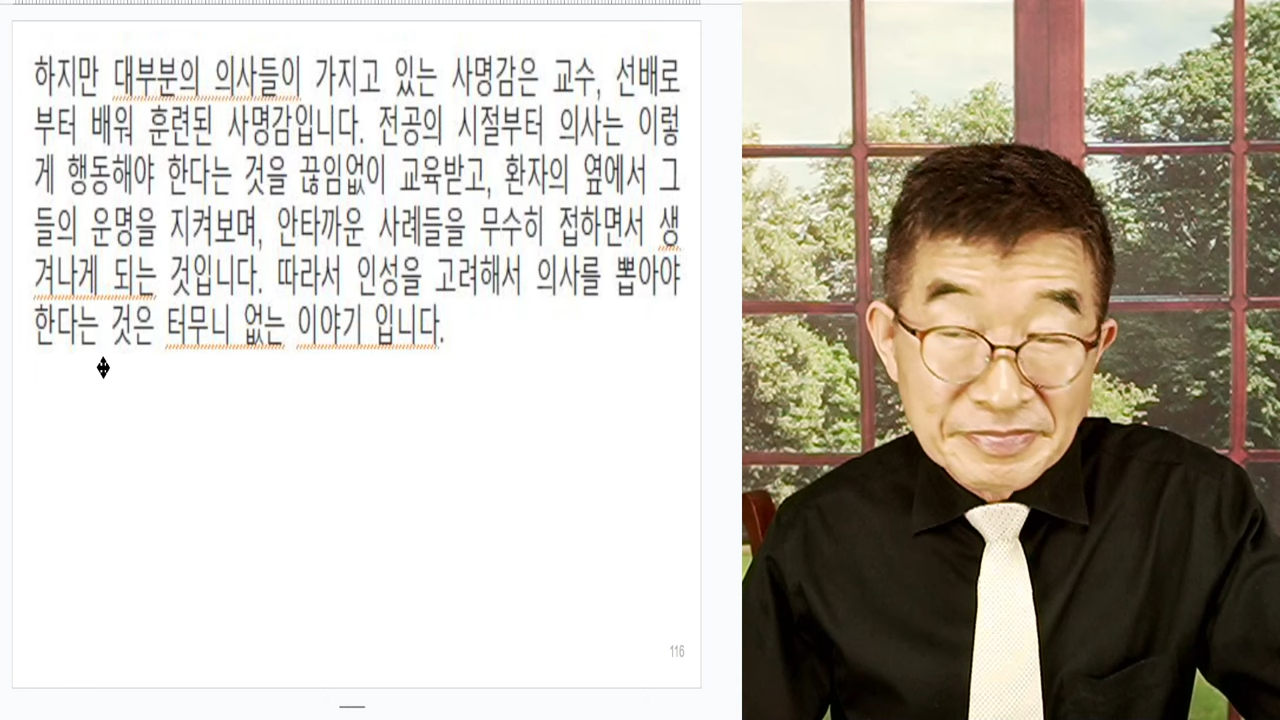 하지만 대부분의 의사들이 가지고 있는 사명감은 교수, 선배로
부터 배워 훈련된 사명감입니다. 전공의 시절부터 의사는 이렇
게 행동해야 한다는 것을 끊임없이 교육받고, 환자의 옆에서 그
들의 운명을 지켜보며, 안타까운 사례들을 무수히 접하면서 생
겨나게 되는 것입니다. 따라서 인성을 고려해서 의사를 뽑아야
한다는 것은 터무니 없는 이야기 입니다.
116